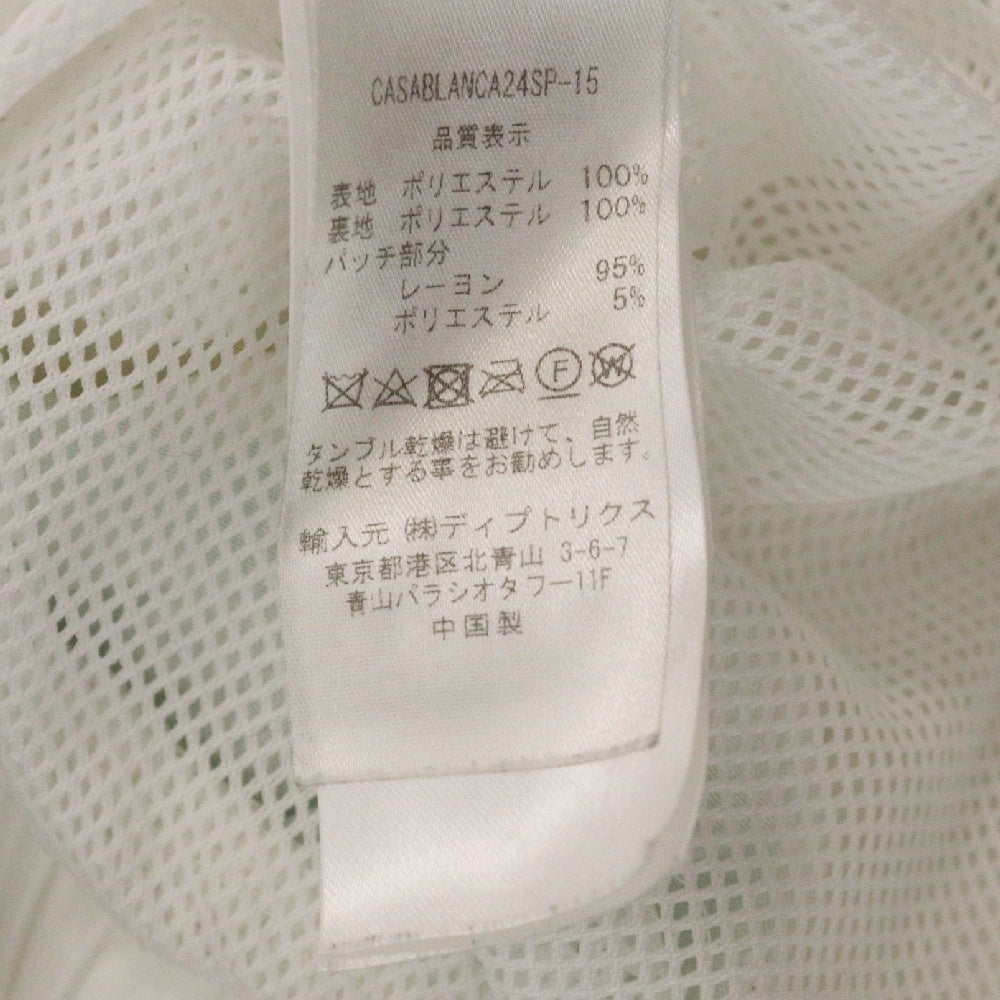 CASABLANCA24SP-15
品質表示
表地 ポリエステル 100%
裏地 ポリエステル 100%
パッチ部分
レーヨン 95%
ポリエステル 5%
F W
タンブル乾燥は避けて、自然
乾燥とする事をお勧めします。
輸入元 ㈱ディプトリクス
東京都港区北青山 3-6-7
青山パラシオタワー11F
中国製